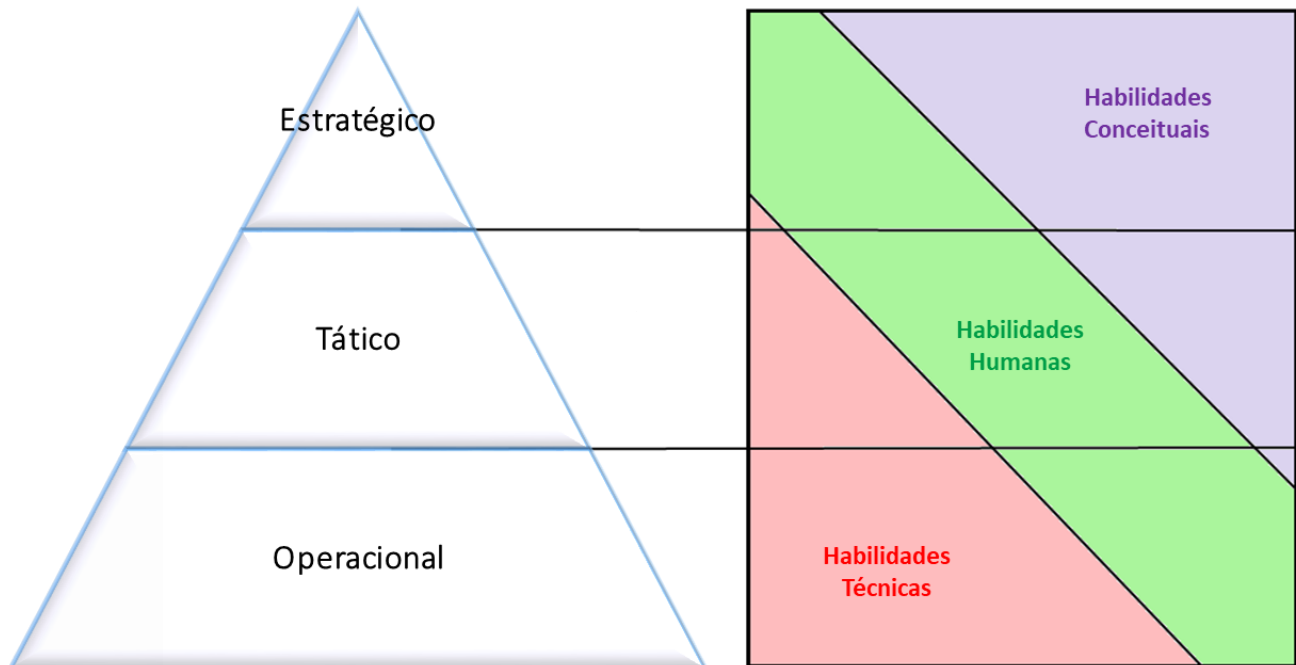 Estratégico
Habilidades
Conceituais
Tático
Habilidades
Humanas
Operacional
Habilidades
Técnicas